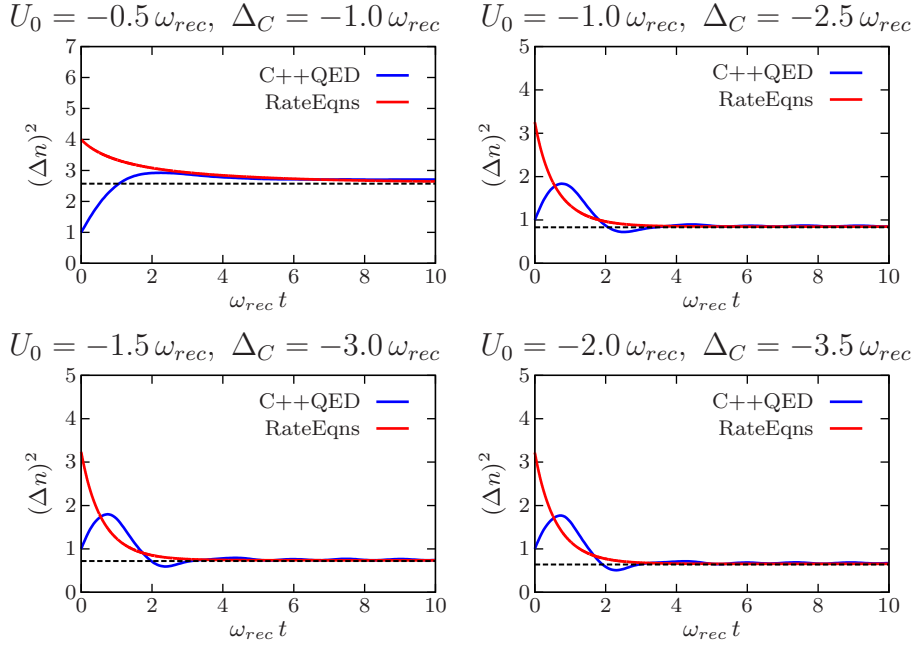 U₀ = −0.5 ω_rec, Δ_C = −1.0 ω_rec
7
6
5
4
3
2
1
0
(Δn)²
C++QED
RateEqns
0 2 4 6 8 10
ω_rec t
U₀ = −1.0 ω_rec, Δ_C = −2.5 ω_rec
5
4
3
2
1
0
(Δn)²
C++QED
RateEqns
0 2 4 6 8 10
ω_rec t
U₀ = −1.5 ω_rec, Δ_C = −3.0 ω_rec
5
4
3
2
1
0
(Δn)²
C++QED
RateEqns
0 2 4 6 8 10
ω_rec t
U₀ = −2.0 ω_rec, Δ_C = −3.5 ω_rec
5
4
3
2
1
0
(Δn)²
C++QED
RateEqns
0 2 4 6 8 10
ω_rec t